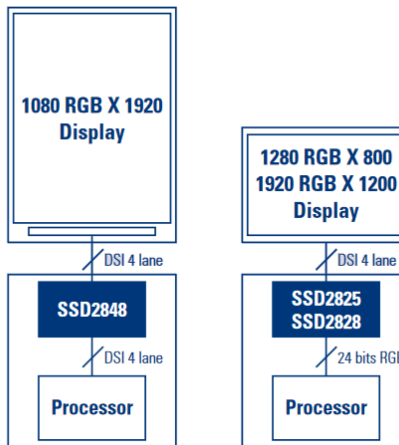 1080 RGB X 1920
Display
DSI 4 lane
SSD2848
DSI 4 lane
Processor
1280 RGB X 800
1920 RGB X 1200
Display
DSI 4 lane
SSD2825
SSD2828
24 bits RGB
Processor